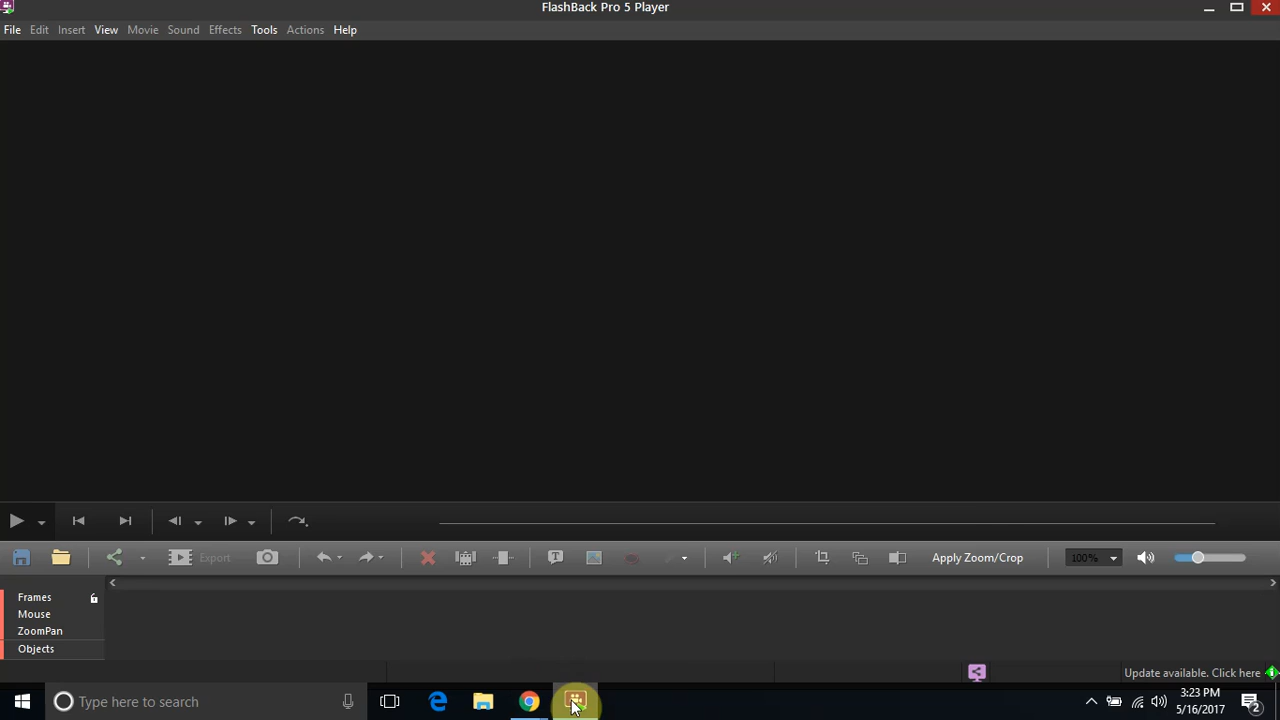 FlashBack Pro 5 Player
File Edit Insert View Movie Sound Effects Tools Actions Help
Export
Apply Zoom/Crop
100%
Frames
Mouse
ZoomPan
Objects
Update available. Click here
Type here to search
3:23 PM
5/16/2017
2